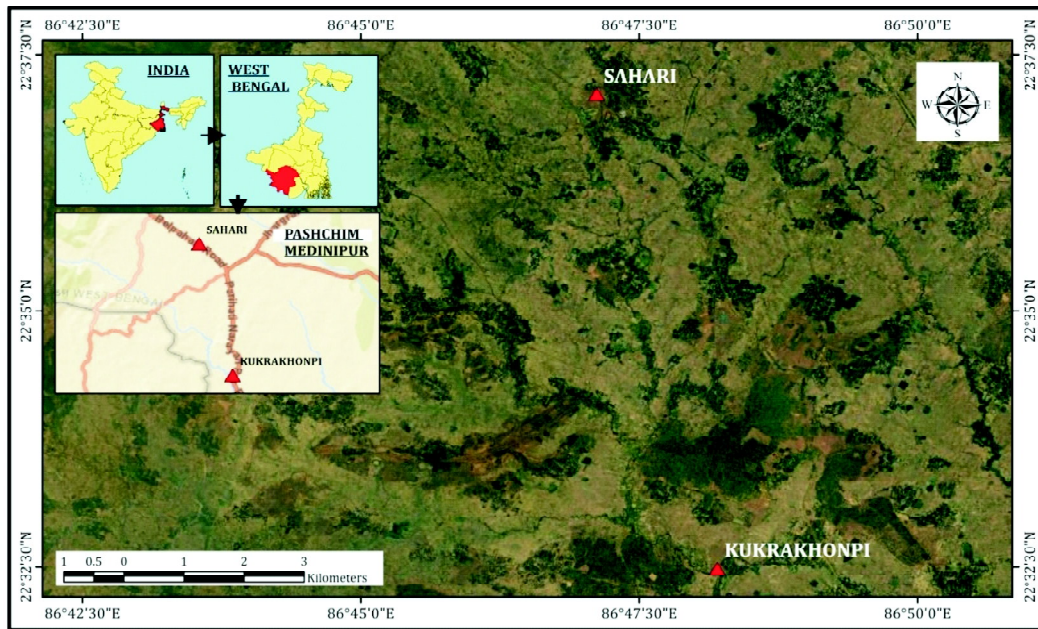 86°42'30"E 86°45'0"E 86°47'30"E 86°50'0"E
22°37'30"N
22°37'30"N
INDIA
WEST
BENGAL
SAHARI
N
W E
S
SAHARI
PASHCHIM
MEDINIPUR
WEST BENGAL
KUKRAKHONPI
22°35'0"N
22°35'0"N
KUKRAKHONPI
22°32'30"N
22°32'30"N
1 0.5 0 1 2 3
Kilometers
86°42'30"E 86°45'0"E 86°47'30"E 86°50'0"E